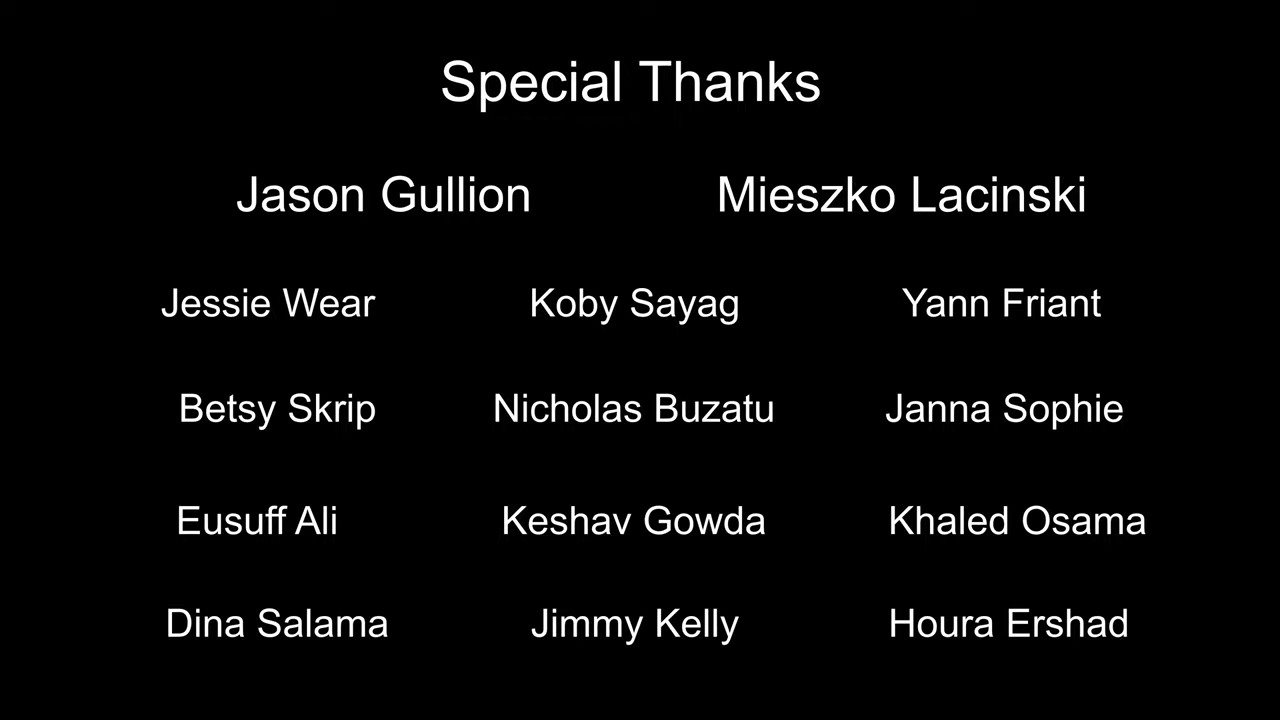 Special Thanks
Jason Gullion Mieszko Lacinski
Jessie Wear Koby Sayag Yann Friant
Betsy Skrip Nicholas Buzatu Janna Sophie
Eusuff Ali Keshav Gowda Khaled Osama
Dina Salama Jimmy Kelly Houra Ershad